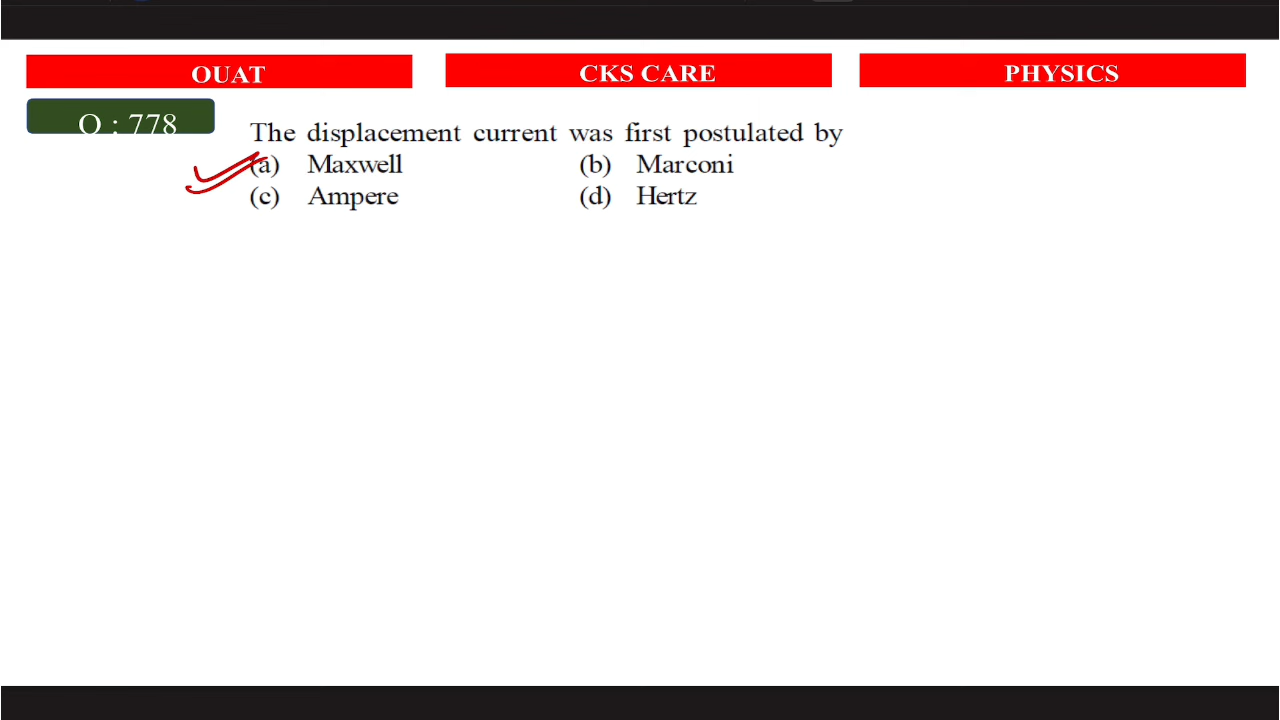 OUAT CKS CARE PHYSICS
Q : 778
The displacement current was first postulated by
(a) Maxwell (b) Marconi
(c) Ampere (d) Hertz